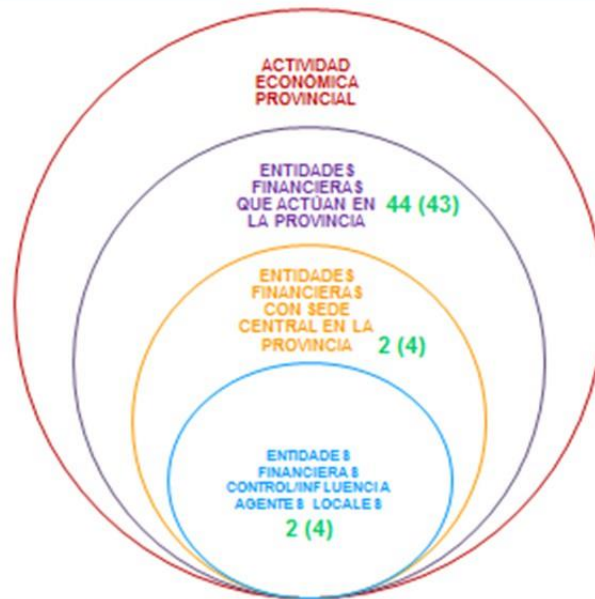 ACTIVIDAD
ECONÓMICA
PROVINCIAL
ENTIDADES
FINANCIERAS
QUE ACTÚAN EN 44 (43)
LA PROVINCIA
ENTIDADES
FINANCIERAS
CON SEDE
CENTRAL EN LA
PROVINCIA 2 (4)
ENTIDADES
FINANCIERAS
CONTROL/INFLUENCIA
AGENTES LOCALES
2 (4)